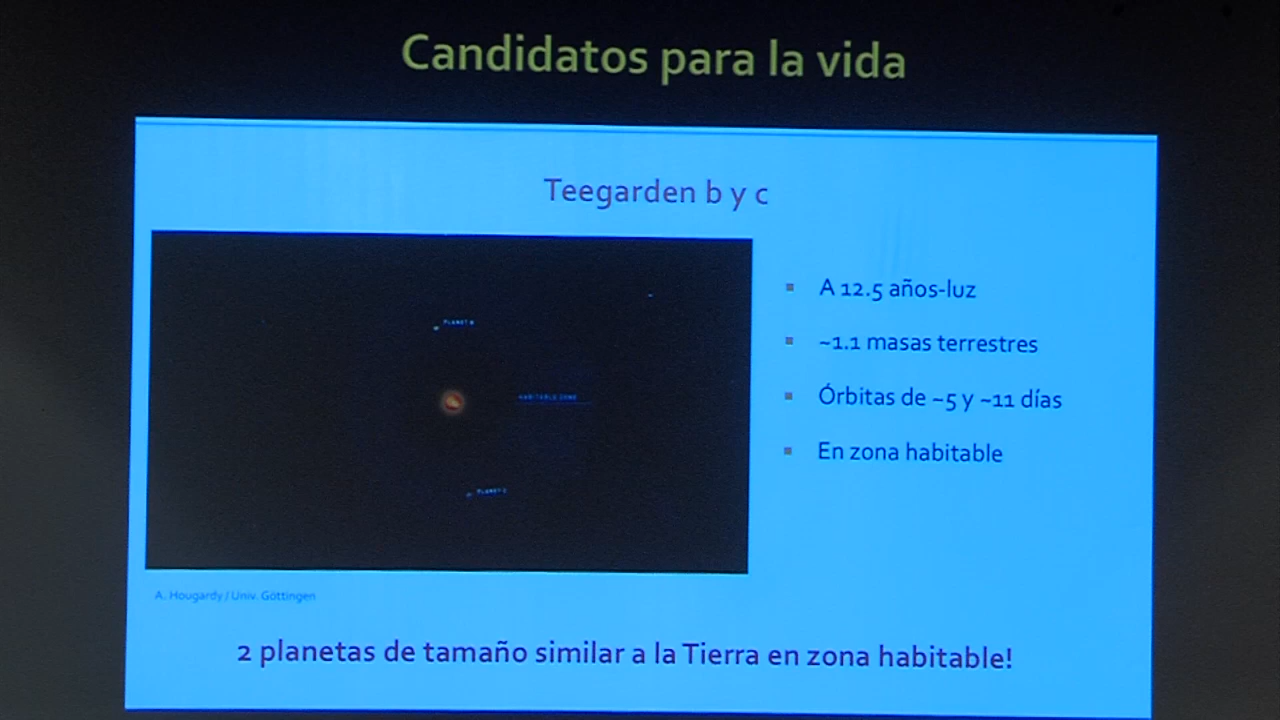 Candidatos para la vida
Teegarden b y c
A 12.5 años-luz
~1.1 masas terrestres
Órbitas de ~5 y ~11 días
En zona habitable
PLANET B
HABITABLE ZONE
PLANET C
A. Hougardy / Univ. Göttingen
2 planetas de tamaño similar a la Tierra en zona habitable!